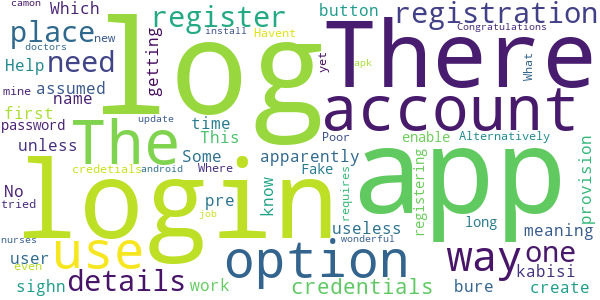 camon
Which
place
need
doctors
new
Help
assumed
mine
name
first
password
unless
No
tried
user
sighn
even
nurses
details
use
login
The
log
register
getting
install
Havent
time
yet
This
Some
apparently
Where
Fake
apk
update
credetials
android
pre
job
work
option
button
There
account
app
registration
Congratulations
What
Poor
enable
Alternatively
know
requires
registering
long
provision
useless
meaning
wonderful
way
one
kabisi
bure
credentials
create